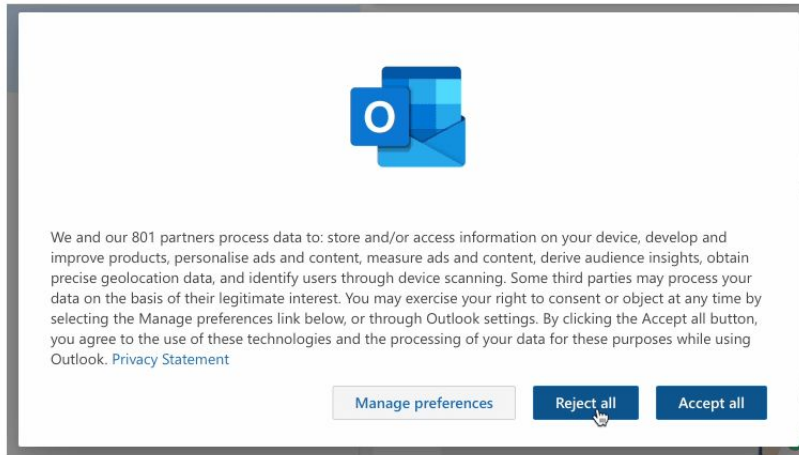 O
We and our 801 partners process data to: store and/or access information on your device, develop and
improve products, personalise ads and content, measure ads and content, derive audience insights, obtain
precise geolocation data, and identify users through device scanning. Some third parties may process your
data on the basis of their legitimate interest. You may exercise your right to consent or object at any time by
selecting the Manage preferences link below, or through Outlook settings. By clicking the Accept all button,
you agree to the use of these technologies and the processing of your data for these purposes while using
Outlook. Privacy Statement
Manage preferences Reject all Accept all